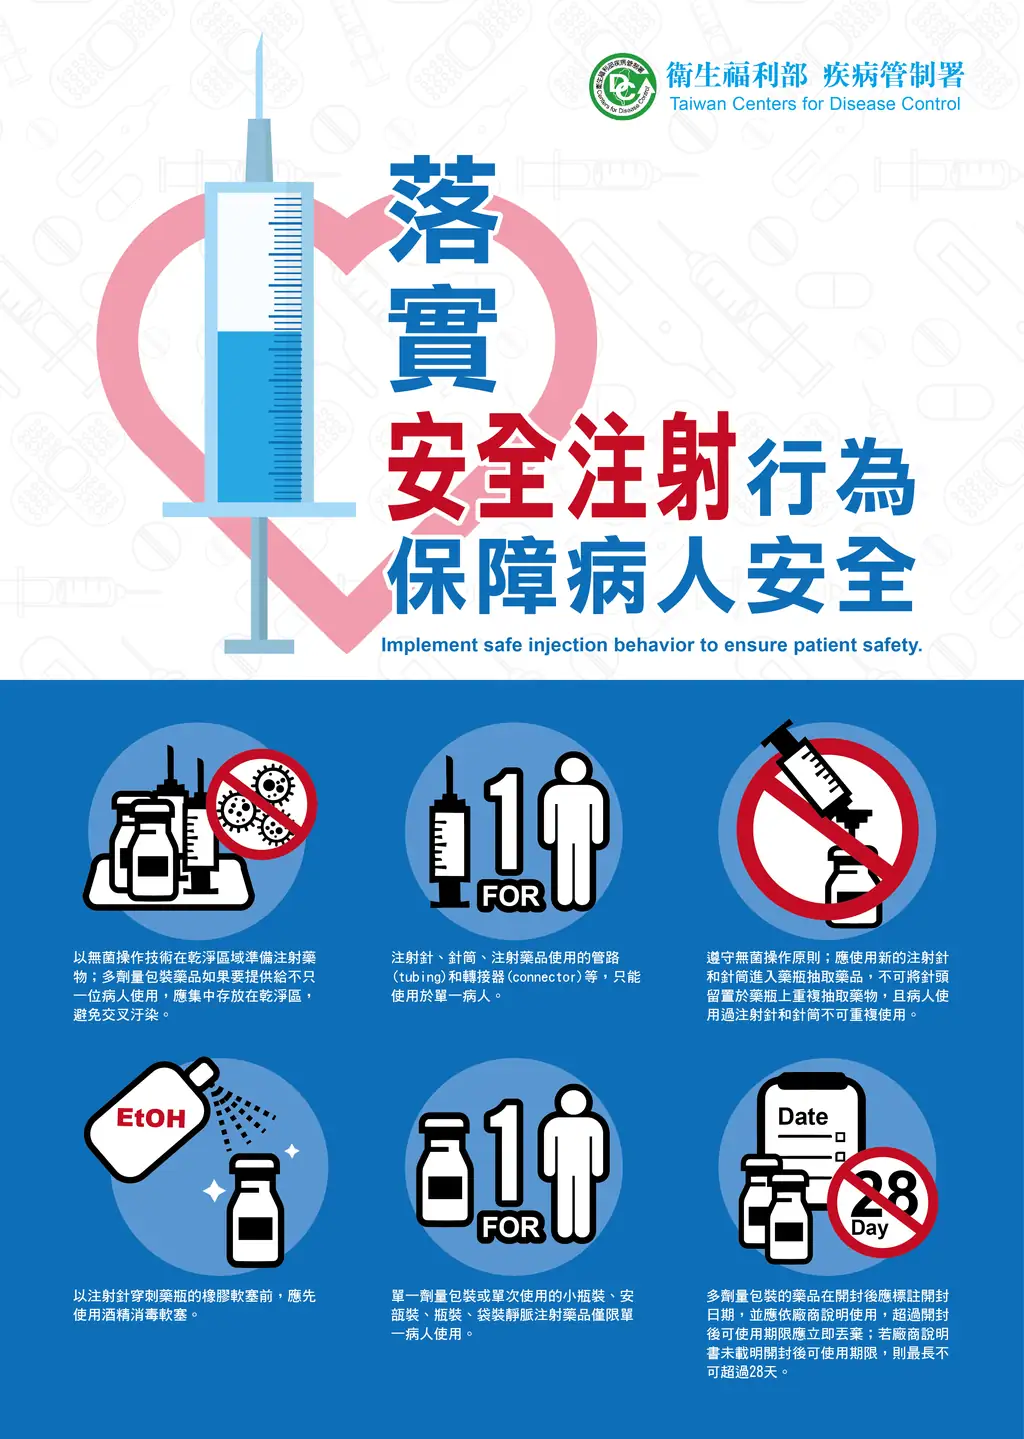 衛生福利部 疾病管制署
Taiwan Centers for Disease Control
落
實
安全注射行為
保障病人安全
Implement safe injection behavior to ensure patient safety.
1
FOR
以無菌操作技術在乾淨區域準備注射藥
物；多劑量包裝藥品如果要提供給不只
一位病人使用，應集中存放在乾淨區，
避免交叉汙染。
注射針、針筒、注射藥品使用的管路
(tubing)和轉接器(connector)等，只能
使用於單一病人。
遵守無菌操作原則；應使用新的注射針
和針筒進入藥瓶抽取藥品，不可將針頭
留置於藥瓶上重複抽取藥物，且病人使
用過注射針和針筒不可重複使用。
EtOH
1
FOR
Date
28
Day
以注射針穿刺藥瓶的橡膠軟塞前，應先
使用酒精消毒軟塞。
單一劑量包裝或單次使用的小瓶裝、安
瓿裝、瓶裝、袋裝靜脈注射藥品僅限單
一病人使用。
多劑量包裝的藥品在開封後應標註開封
日期，並應依廠商說明使用，超過開封
後可使用期限應立即丟棄；若廠商說明
書未載明開封後可使用期限，則最長不
可超過28天。